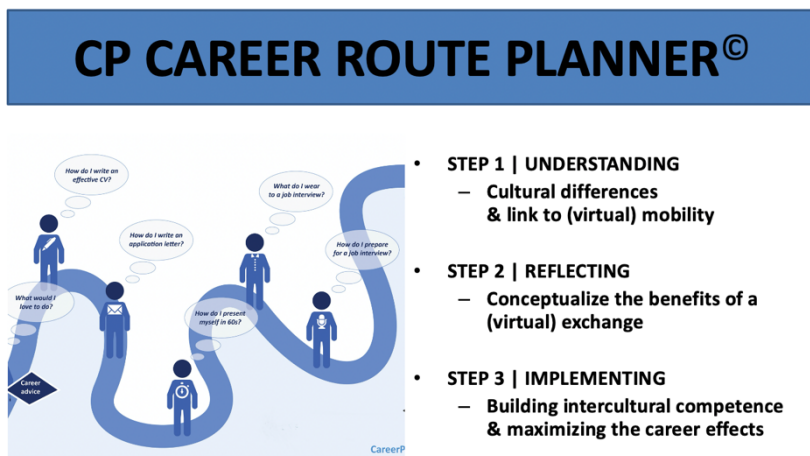 CP CAREER ROUTE PLANNER©
How do I write an
effective CV?
How do I write an
application letter?
What do I wear
to a job interview?
How do I prepare
for a job interview?
What would I
love to do?
How do I present
myself in 60s?
Career
advice
CareerP
• STEP 1 | UNDERSTANDING
– Cultural differences
& link to (virtual) mobility
• STEP 2 | REFLECTING
– Conceptualize the benefits of a
(virtual) exchange
• STEP 3 | IMPLEMENTING
– Building intercultural competence
& maximizing the career effects